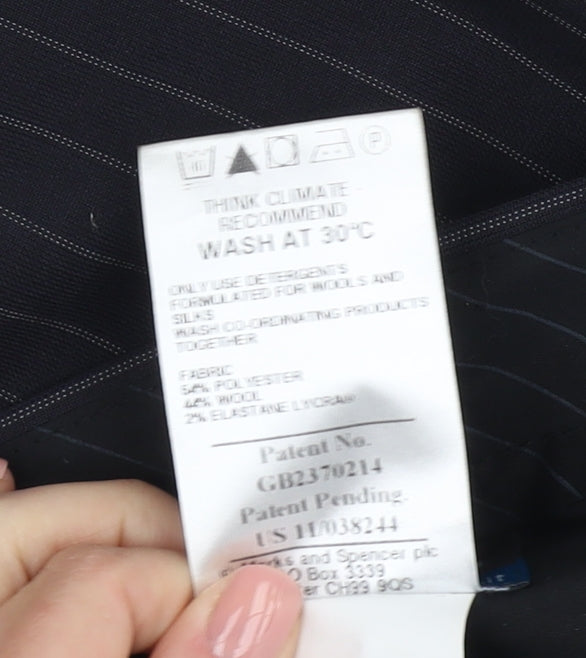 THINK CLIMATE -
RECOMMEND
WASH AT 30°C
ONLY USE DETERGENTS
FORMULATED FOR WOOLS AND
SILKS
WASH CO-ORDINATING PRODUCTS
TOGETHER
FABRIC
54% POLYESTER
44% WOOL
2% ELASTANE LYCRA®
Patent No.
GB2370214
Patent Pending.
US 11/038244
Marks and Spencer plc
O Box 3339
er CH99 9QS